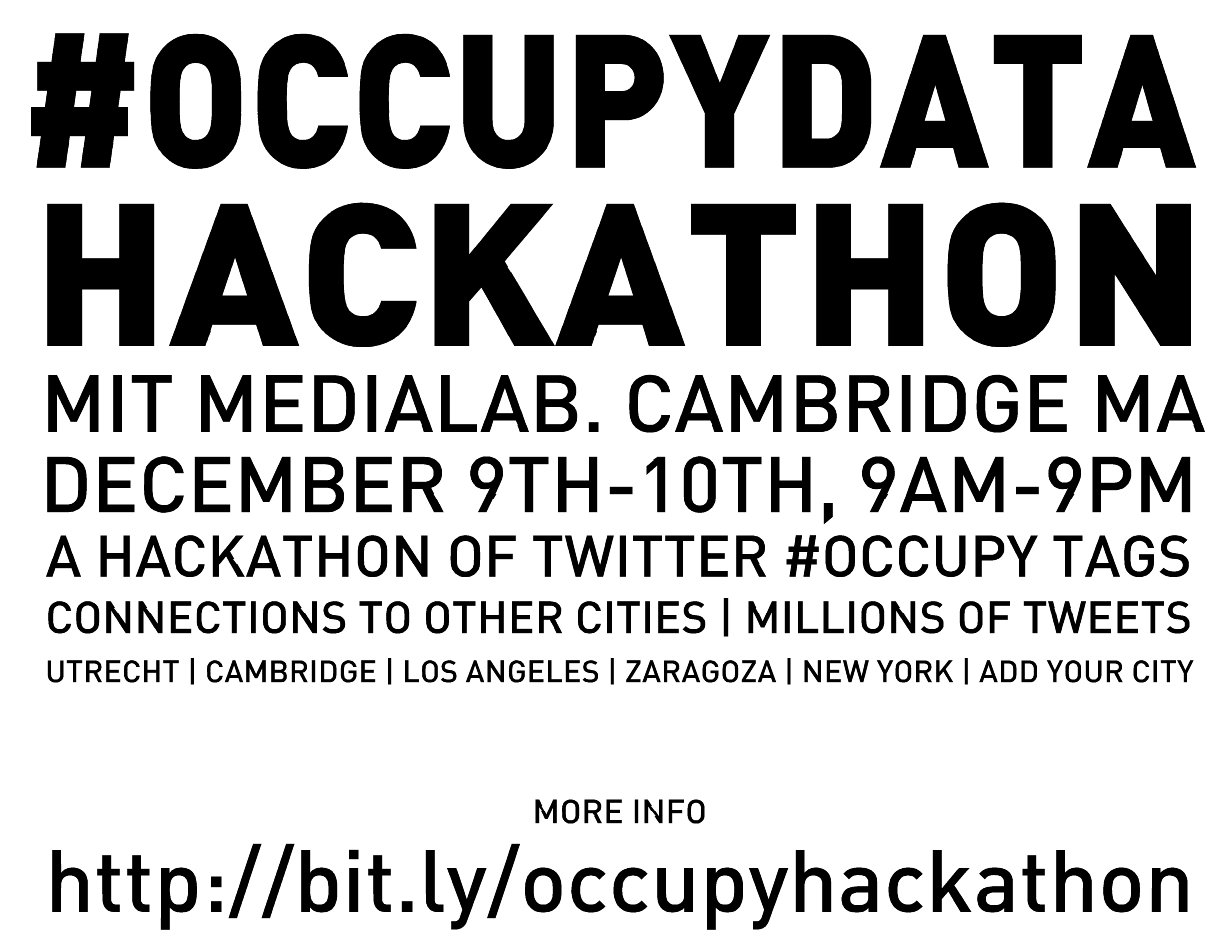 #OCCUPYDATA
HACKATHON
MIT MEDIALAB. CAMBRIDGE MA
DECEMBER 9TH-10TH, 9AM-9PM
A HACKATHON OF TWITTER #OCCUPY TAGS
CONNECTIONS TO OTHER CITIES | MILLIONS OF TWEETS
UTRECHT | CAMBRIDGE | LOS ANGELES | ZARAGOZA | NEW YORK | ADD YOUR CITY
MORE INFO
http://bit.ly/occupyhackathon